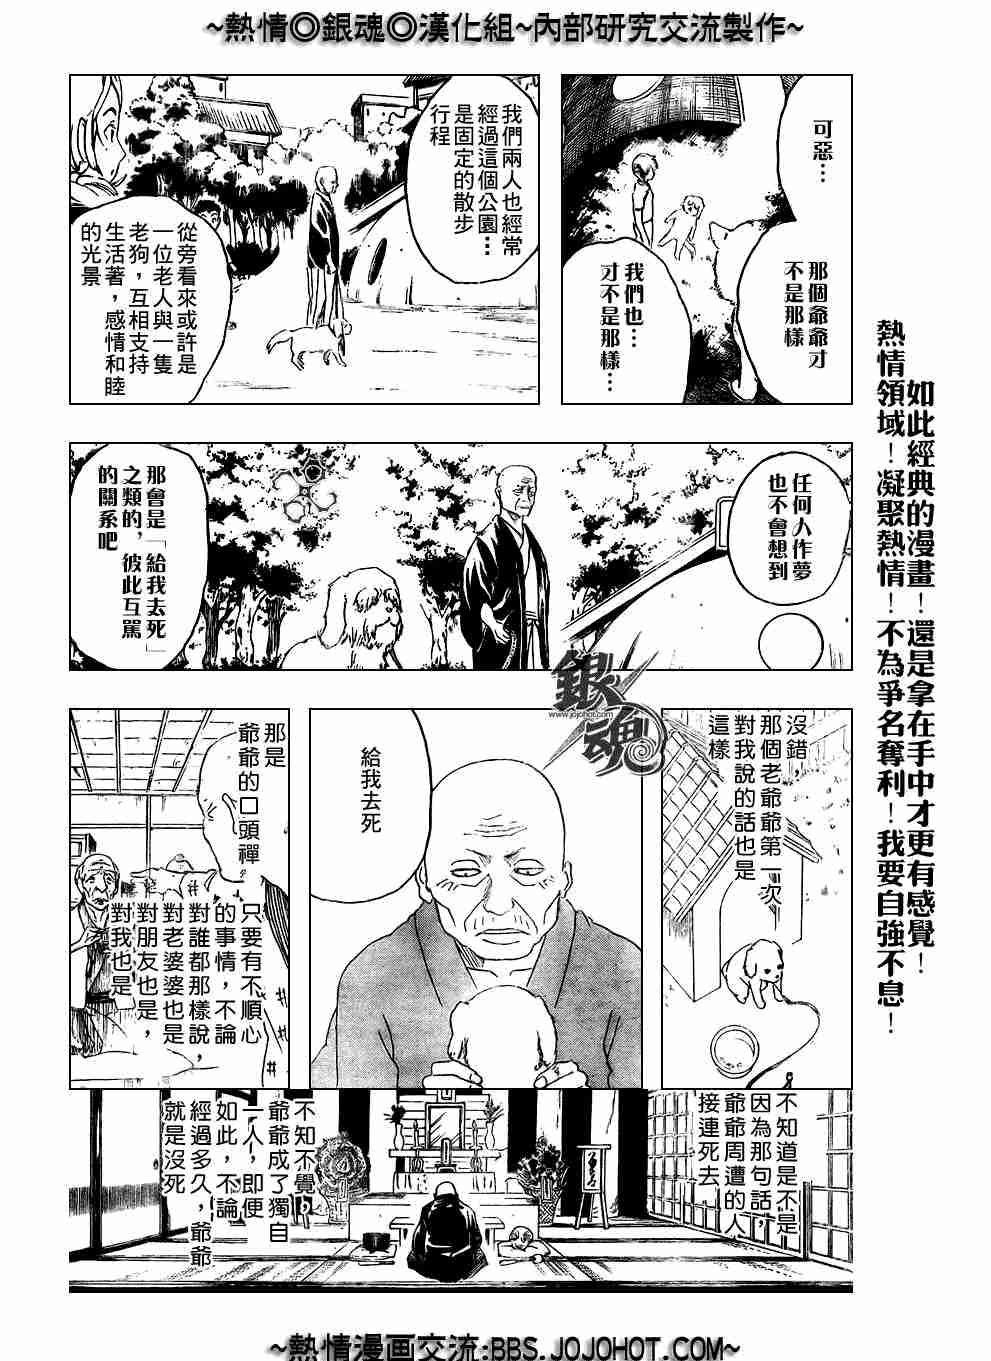 ~熱情◎銀魂◎漢化組~內部研究交流製作~
可惡…
那個爺爺才
不是那樣
我們也…
才不是那樣…
我們兩人也經常
經過這個公園…
是固定的散步
行程
從旁看來或許是
一位老人與一隻
老狗，互相支持
生活著，感情和睦
的光景
任何人作夢
也不會想到
那會是「給我去死」
之類的，彼此互罵
的關系吧
銀魂
www.jojohot.com
沒錯，
那個老爺爺第一次
對我說的話也是
這樣
給我去死
那是
爺爺的口頭禪
只要有不順心
的事情，不論
對誰都那樣說，
對老婆婆也是
對朋友也是，
對我也是
不知道是不是
因為那句話，
爺爺周遭的人
接連死去
不知不覺，
爺爺成了獨自
一人，即便
如此，不論
經過多久，爺爺
就是沒死
如此經典的漫畫！還是拿在手中才更有感覺！
熱情領域！凝聚熱情！不為爭名奪利！我要自強不息！
~熱情漫画交流:BBS.JOJOHOT.COM~